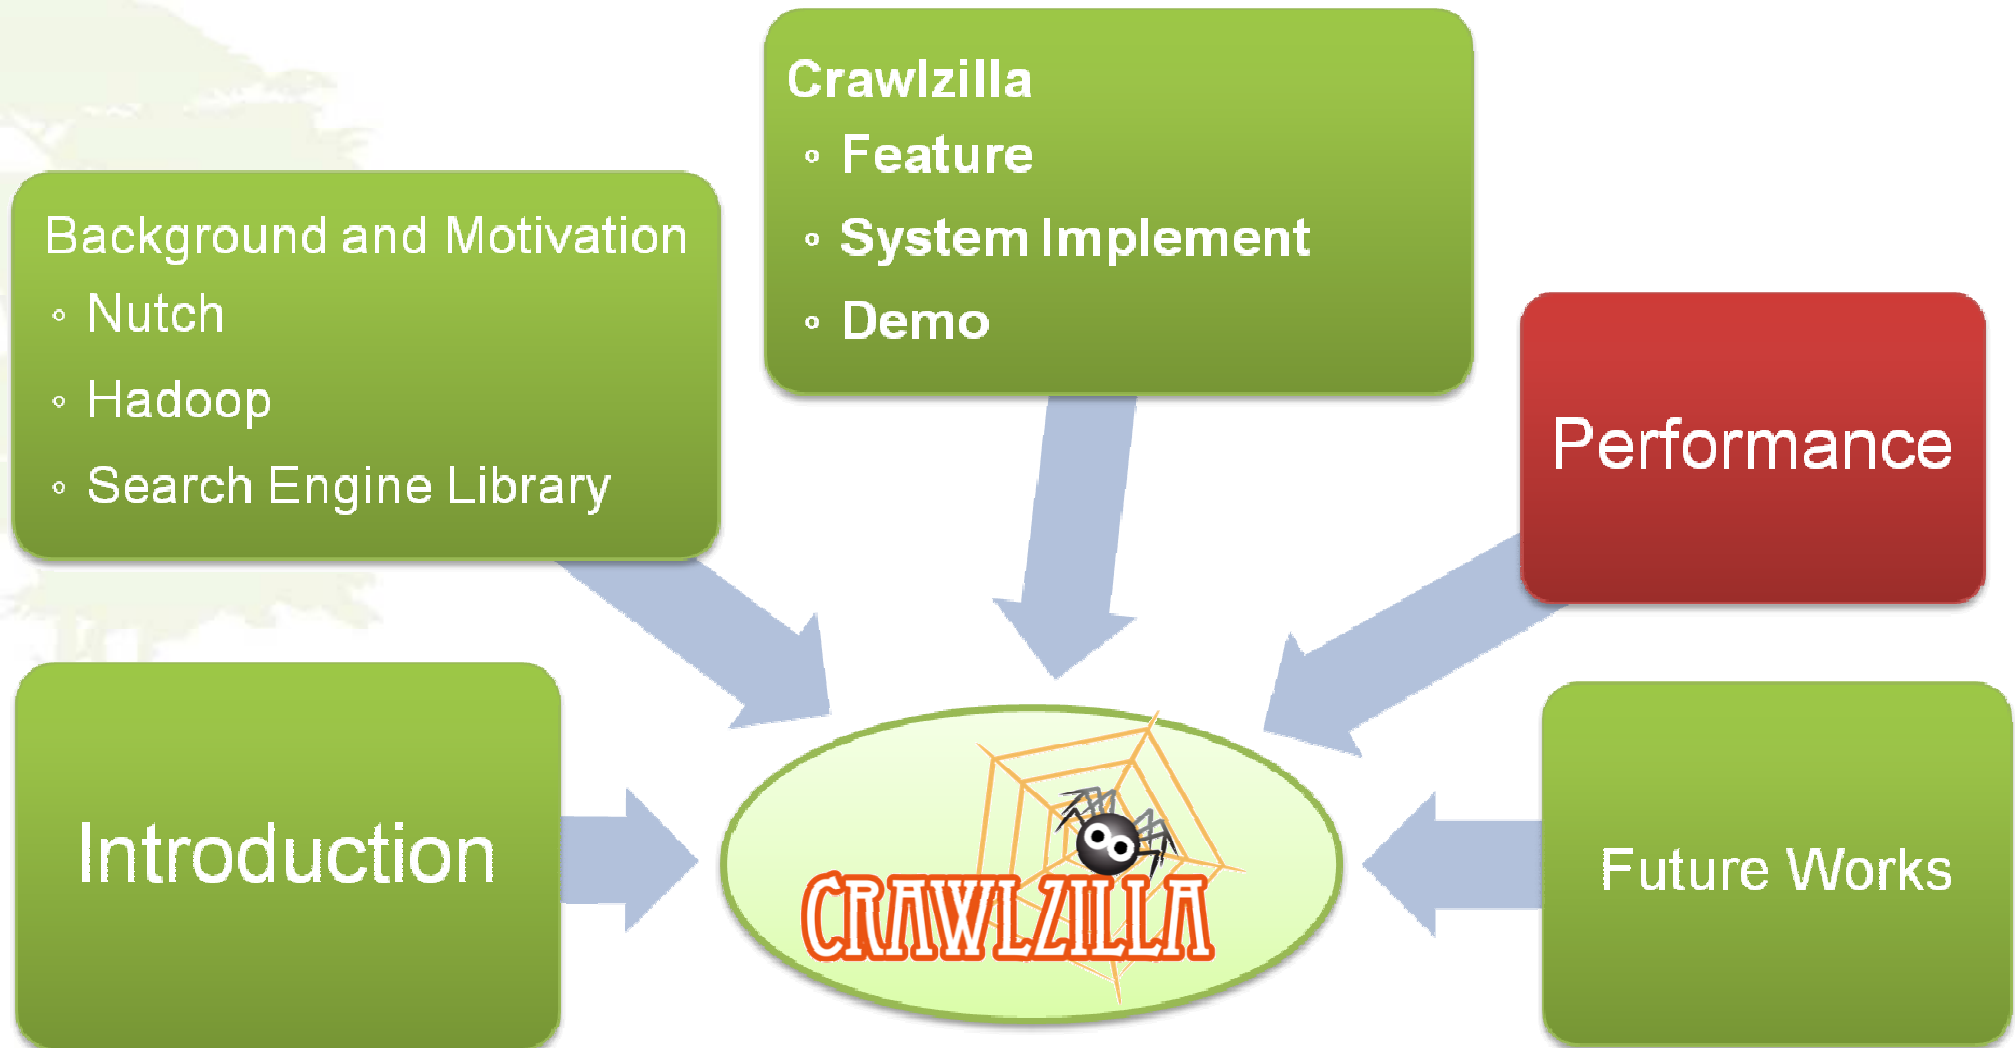 Crawlzilla
◦ Feature
◦ System Implement
◦ Demo
Background and Motivation
◦ Nutch
◦ Hadoop
◦ Search Engine Library
Performance
Introduction
CRAWLZILLA
Future Works